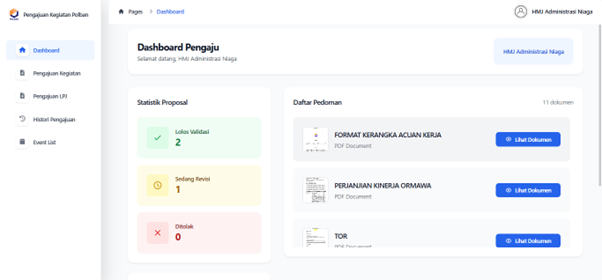 Pengajuan Kegiatan Polban
Pages > Dashboard
HMJ Administrasi Niaga
Dashboard
Pengajuan Kegiatan
Pengajuan LPJ
Histori Pengajuan
Event List
Dashboard Pengaju
Selamat datang, HMJ Administrasi Niaga
HMJ Administrasi Niaga
Statistik Proposal
Lolos Validasi
2
Sedang Revisi
1
Ditolak
0
Daftar Pedoman
11 dokumen
FORMAT KERANGKA ACUAN KERJA
PDF Document
Lihat Dokumen
PERJANJIAN KINERJA ORMAWA
PDF Document
Lihat Dokumen
TOR
PDF Document
Lihat Dokumen